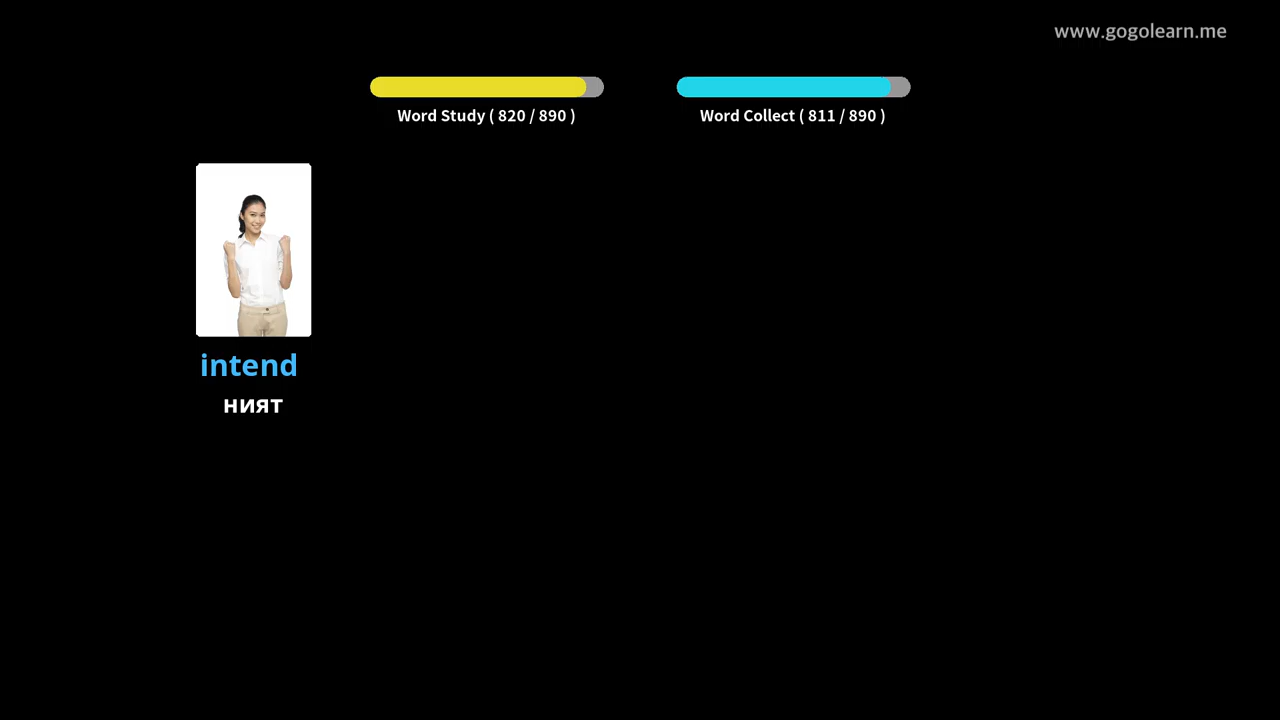 www.gogolearn.me
Word Study ( 820 / 890 )
Word Collect ( 811 / 890 )
intend
ният